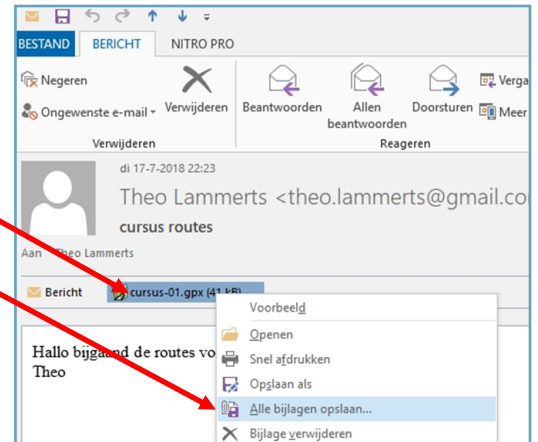 BESTAND BERICHT NITRO PRO
Negeren
Ongewenste e-mail
Verwijderen
Beantwoorden
Allen
beantwoorden
Doorsturen
Meer
Verwijderen
Reageren
di 17-7-2018 22:23
Theo Lammerts <theo.lammerts@gmail.co
cursus routes
Aan Theo Lammerts
Bericht
cursus-01.gpx (41 kB)
Hallo bijgaand de routes
Theo
Voorbeeld
Openen
Snel afdrukken
Opslaan als
Alle bijlagen opslaan...
Bijlage verwijderen